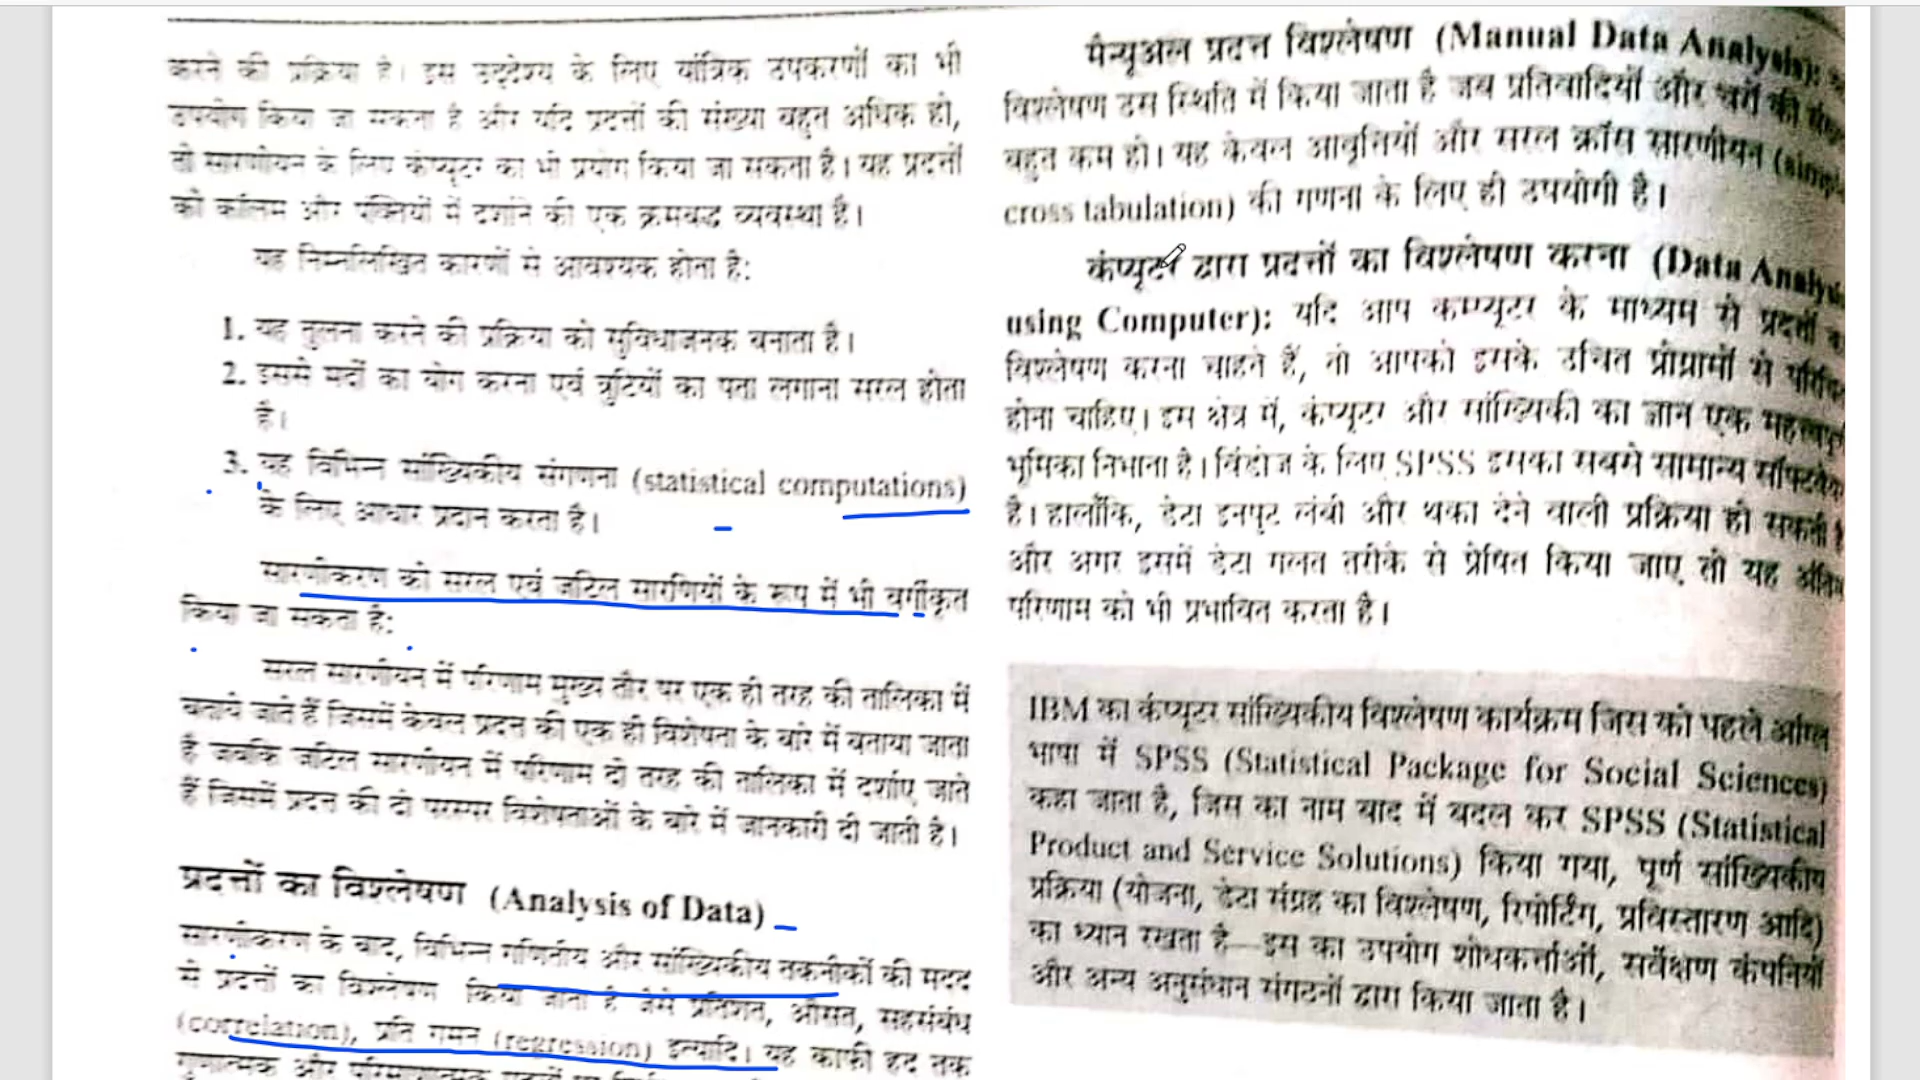 करने की प्रक्रिया है। इस उद्देश्य के लिए यांत्रिक उपकरणों का भी
उपयोग किया जा सकता है और यदि प्रदत्तों की संख्या बहुत अधिक हो,
तो सारणीयन के लिए कंप्यूटर का भी प्रयोग किया जा सकता है। यह प्रदत्तों
को कॉलम और पंक्तियों में दर्शाने की एक क्रमबद्ध व्यवस्था है।
यह निम्नलिखित कारणों से आवश्यक होता है:
1. यह तुलना करने की प्रक्रिया को सुविधाजनक बनाता है।
2. इससे मदों का योग करना एवं त्रुटियों का पता लगाना सरल होता
है।
3. यह विभिन्न सांख्यिकीय संगणना (statistical computations)
के लिए आधार प्रदान करता है।
सारणीकरण को सरल एवं जटिल सारणियों के रूप में भी वर्गीकृत
किया जा सकता है:
सरल सारणीयन में परिणाम मुख्य तौर पर एक ही तरह की तालिका में
बताये जाते हैं जिसमें केवल प्रदत्त की एक ही विशेषता के बारे में बताया जाता
है जबकि जटिल सारणीयन में परिणाम दो तरह की तालिका में दर्शाए जाते
हैं जिसमें प्रदत्त की दो परस्पर विशेषताओं के बारे में जानकारी दी जाती है।
प्रदत्तों का विश्लेषण (Analysis of Data)
सारणीकरण के बाद, विभिन्न गणितीय और सांख्यिकीय तकनीकों की मदद
से प्रदत्तों का विश्लेषण किया जाता है जैसे प्रतिशत, औसत, सहसंबंध
(correlation), प्रति गमन (regression) इत्यादि। यह काफी हद तक
गुणात्मक और परिमाणात्मक
मैन्यूअल प्रदत्त विश्लेषण (Manual Data Analysis):
विश्लेषण उस स्थिति में किया जाता है जब प्रतिवादियों और चरों की
बहुत कम हो। यह केवल आवृत्तियों और सरल क्रॉस सारणीयन
cross tabulation) की गणना के लिए ही उपयोगी है।
कंप्यूटर द्वारा प्रदत्तों का विश्लेषण करना (Data
using Computer): यदि आप कम्प्यूटर के माध्यम से प्रदत्तों
विश्लेषण करना चाहते हैं, तो आपको इसके उचित प्रोग्रामों से
होना चाहिए। इस क्षेत्र में, कंप्यूटर और सांख्यिकी का ज्ञान एक
भूमिका निभाना है। विंडोज के लिए SPSS इसका सबसे सामान्य
है। हालाँकि, डेटा इनपुट लंबी और थका देने वाली प्रक्रिया हो सकती
और अगर इसमें डेटा गलत तरीके से प्रेषित किया जाए तो यह
परिणाम को भी प्रभावित करता है।
IBM का कंप्यूटर सांख्यिकीय विश्लेषण कार्यक्रम जिस को पहले आंग्ल
भाषा में SPSS (Statistical Package for Social Sciences)
कहा जाता है, जिस का नाम बाद में बदल कर SPSS (Statistical
Product and Service Solutions) किया गया, पूर्ण सांख्यिकीय
प्रक्रिया (योजना, डेटा संग्रह का विश्लेषण, रिपोर्टिंग, प्रविस्तारण आदि)
का ध्यान रखता है—इस का उपयोग शोधकर्त्ताओं, सर्वेक्षण कंपनियों
और अन्य अनुसंधान संगटनों द्वारा किया जाता है।